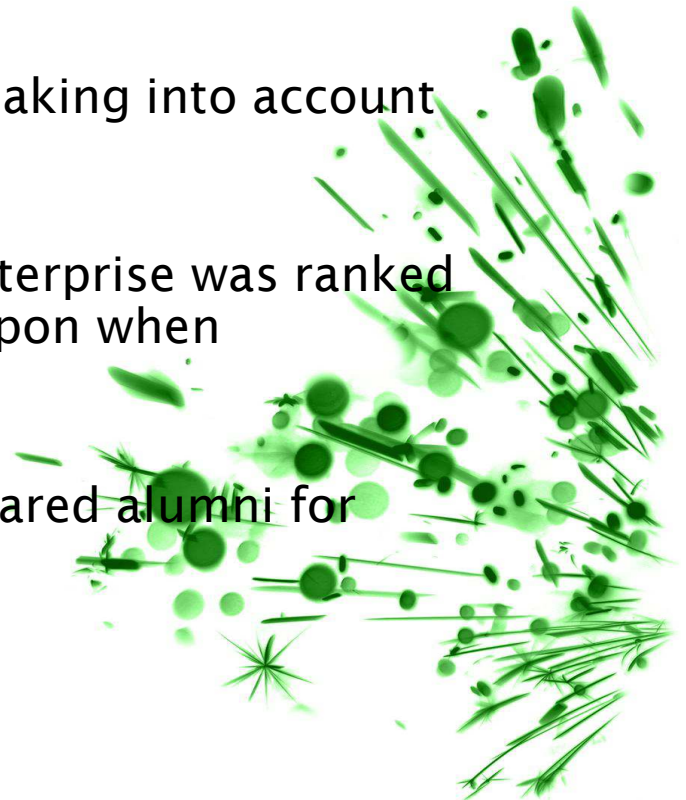 aking into account
terprise was ranked
pon when
ared alumni for